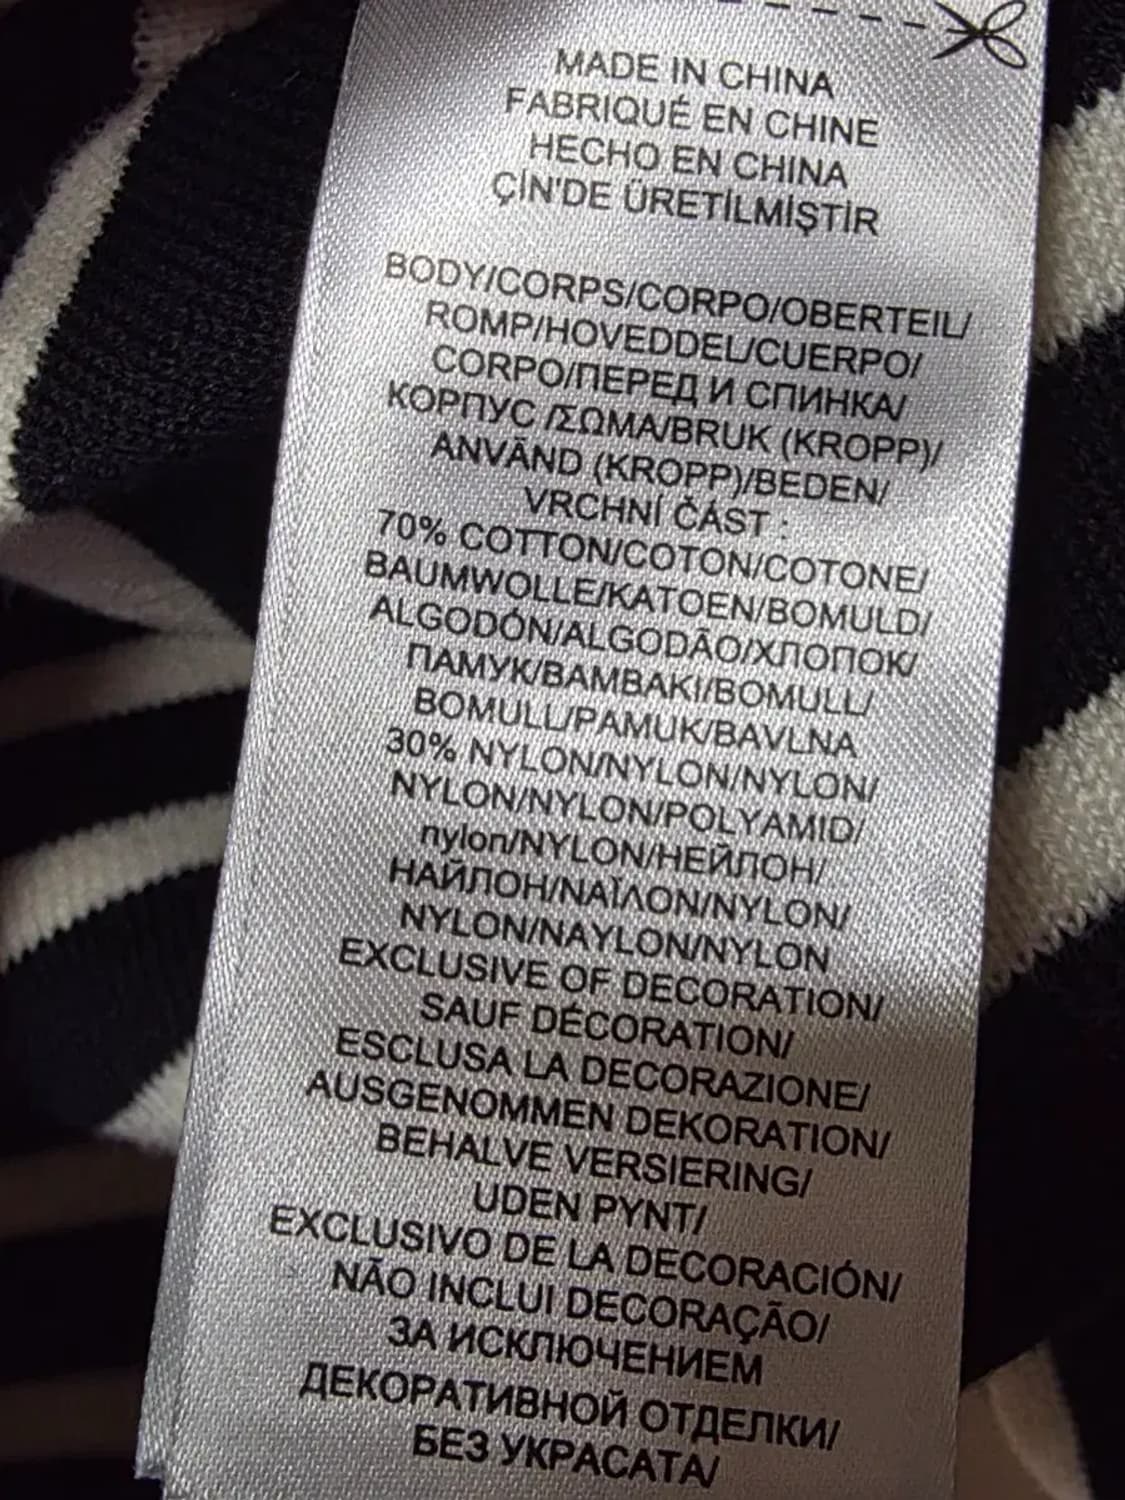 MADE IN CHINA
FABRIQUÉ EN CHINE
HECHO EN CHINA
ÇİN'DE ÜRETİLMİŞTİR
BODY/CORPS/CORPO/OBERTEIL/
ROMP/HOVEDDEL/CUERPO/
CORPO/ПЕРЕД И СПИНКА/
КОРПУС /ΣΩΜΑ/BRUK (KROPP)/
ANVÄND (KROPP)/BEDEN/
VRCHNÍ ČÁST :
70% COTTON/COTON/COTONE/
BAUMWOLLE/KATOEN/BOMULD/
ALGODÓN/ALGODÃO/ХЛОПОК/
ПАМУК/ΒΑΜΒΑΚΙ/BOMULL/
BOMULL/PAMUK/BAVLNA
30% NYLON/NYLON/NYLON/
NYLON/NYLON/POLYAMID/
nylon/NYLON/НЕЙЛОН/
НАЙЛОН/ΝΑΪΛΟΝ/NYLON/
NYLON/NAYLON/NYLON
EXCLUSIVE OF DECORATION/
SAUF DÉCORATION/
ESCLUSA LA DECORAZIONE/
AUSGENOMMEN DEKORATION/
BEHALVE VERSIERING/
UDEN PYNT/
EXCLUSIVO DE LA DECORACIÓN/
NÃO INCLUI DECORAÇÃO/
ЗА ИСКЛЮЧЕНИЕМ
ДЕКОРАТИВНОЙ ОТДЕЛКИ/
БЕЗ УКРАСАТА/